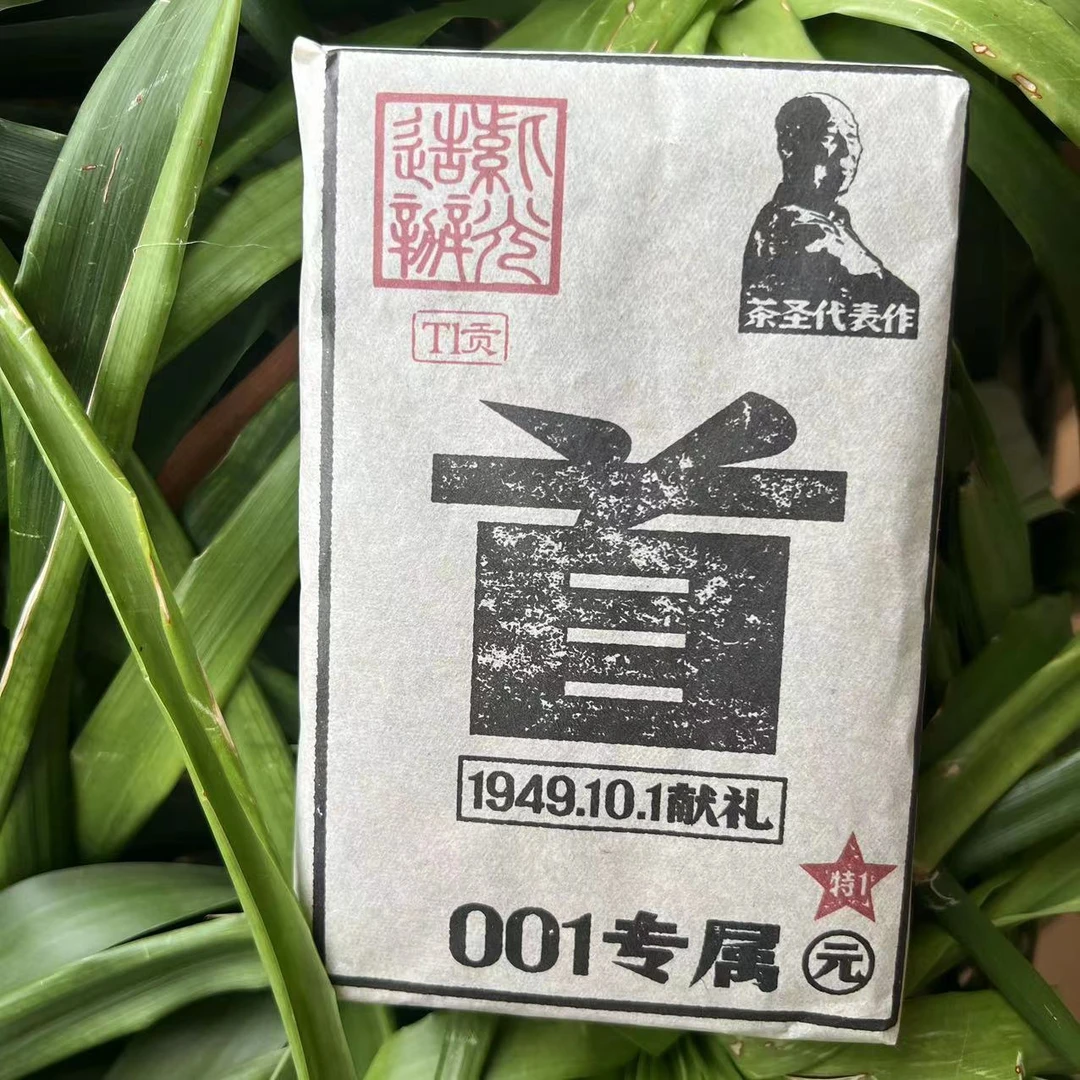 茶圣代表作
T1贡
首
1949.10.1献礼
特1
001专属 元